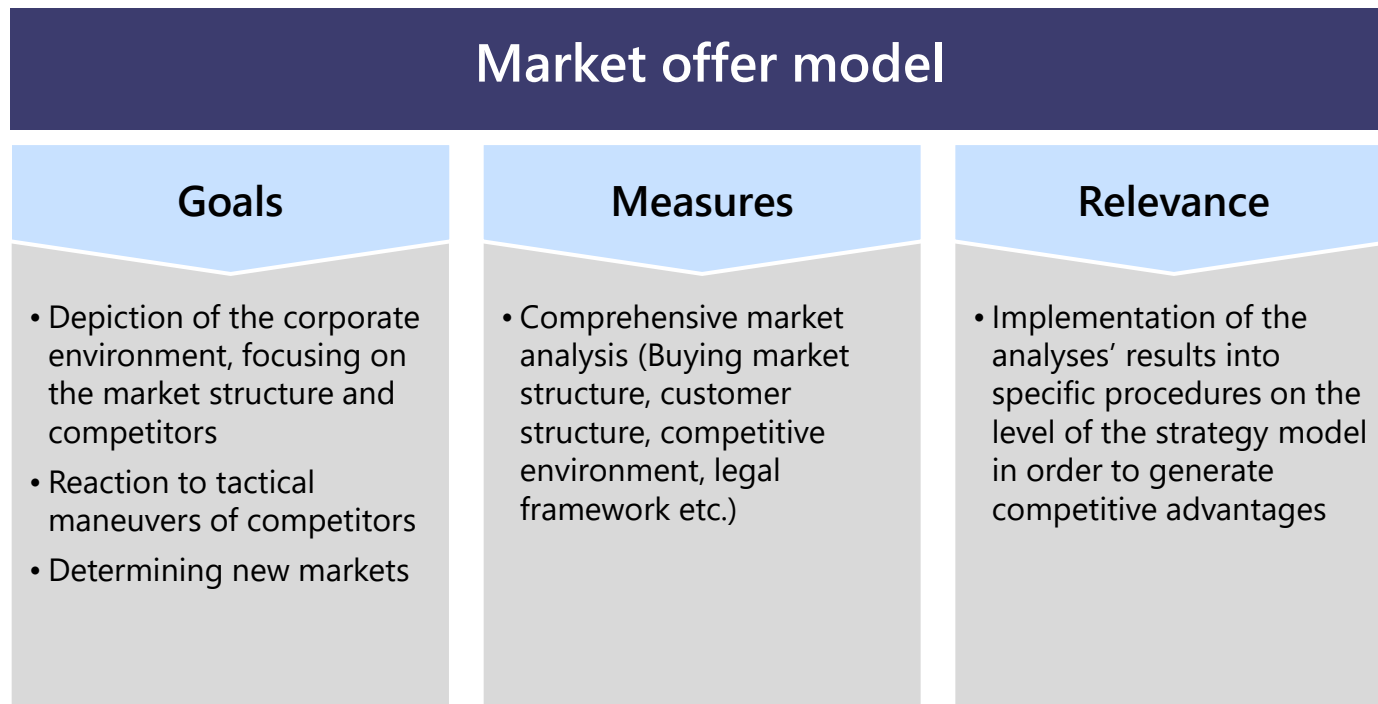 Market offer model
Goals
• Depiction of the corporate
environment, focusing on
the market structure and
competitors
• Reaction to tactical
maneuvers of competitors
• Determining new markets
Measures
• Comprehensive market
analysis (Buying market
structure, customer
structure, competitive
environment, legal
framework etc.)
Relevance
• Implementation of the
analyses’ results into
specific procedures on the
level of the strategy model
in order to generate
competitive advantages